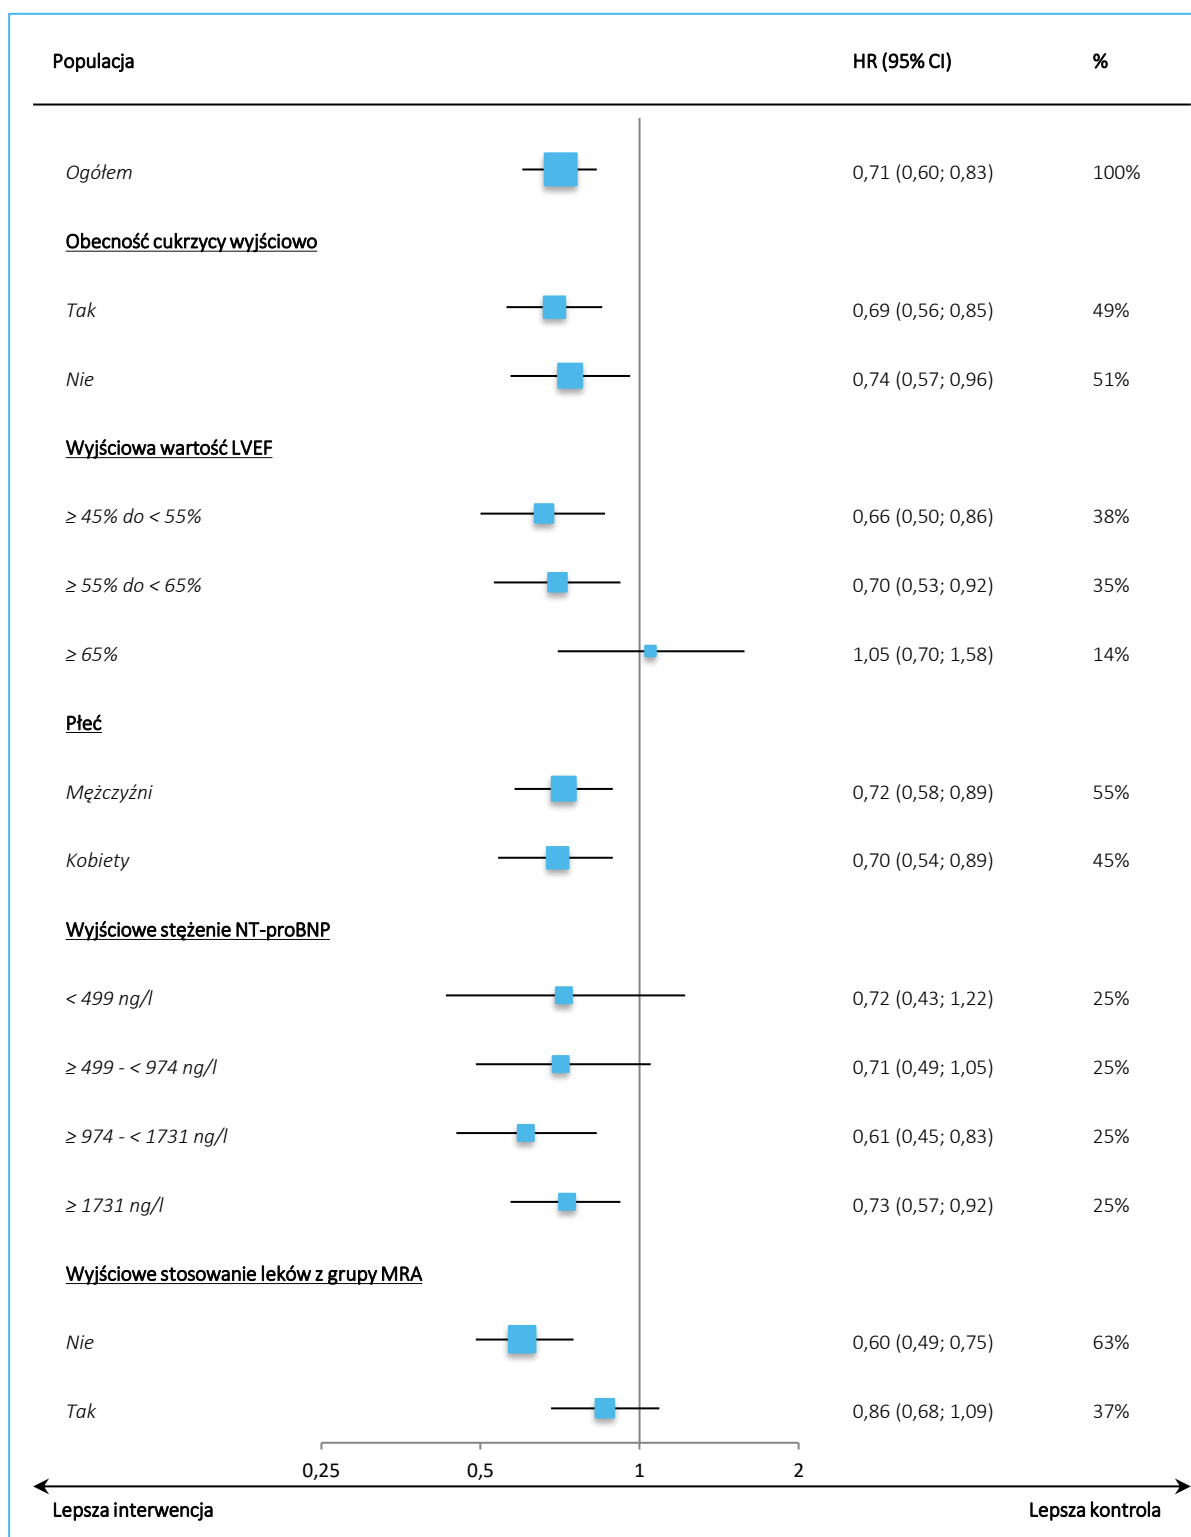 Populacja HR (95% CI) %
Ogółem 0,71 (0,60; 0,83) 100%
Obecność cukrzycy wyjściowo
Tak 0,69 (0,56; 0,85) 49%
Nie 0,74 (0,57; 0,96) 51%
Wyjściowa wartość LVEF
≥ 45% do < 55% 0,66 (0,50; 0,86) 38%
≥ 55% do < 65% 0,70 (0,53; 0,92) 35%
≥ 65% 1,05 (0,70; 1,58) 14%
Płeć
Mężczyźni 0,72 (0,58; 0,89) 55%
Kobiety 0,70 (0,54; 0,89) 45%
Wyjściowe stężenie NT-proBNP
< 499 ng/l 0,72 (0,43; 1,22) 25%
≥ 499 - < 974 ng/l 0,71 (0,49; 1,05) 25%
≥ 974 - < 1731 ng/l 0,61 (0,45; 0,83) 25%
≥ 1731 ng/l 0,73 (0,57; 0,92) 25%
Wyjściowe stosowanie leków z grupy MRA
Nie 0,60 (0,49; 0,75) 63%
Tak 0,86 (0,68; 1,09) 37%
0,25 0,5 1 2
Lepsza interwencja Lepsza kontrola